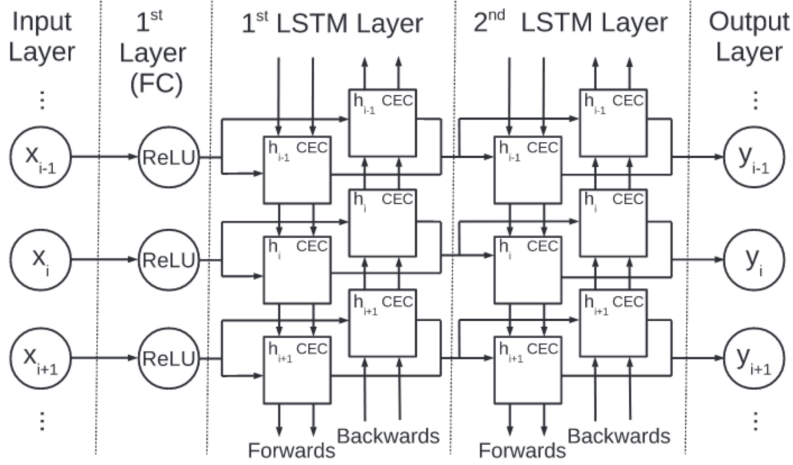 Input
Layer
1st
Layer
(FC)
1st LSTM Layer
2nd LSTM Layer
Output
Layer
⋮
⋮
hi-1 CEC
hi-1 CEC
xi-1
ReLU
hi-1 CEC
hi-1 CEC
yi-1
hi CEC
hi CEC
xi
ReLU
hi CEC
hi CEC
yi
hi+1 CEC
hi+1 CEC
xi+1
ReLU
hi+1 CEC
hi+1 CEC
yi+1
⋮
⋮
Forwards
Backwards
Forwards
Backwards